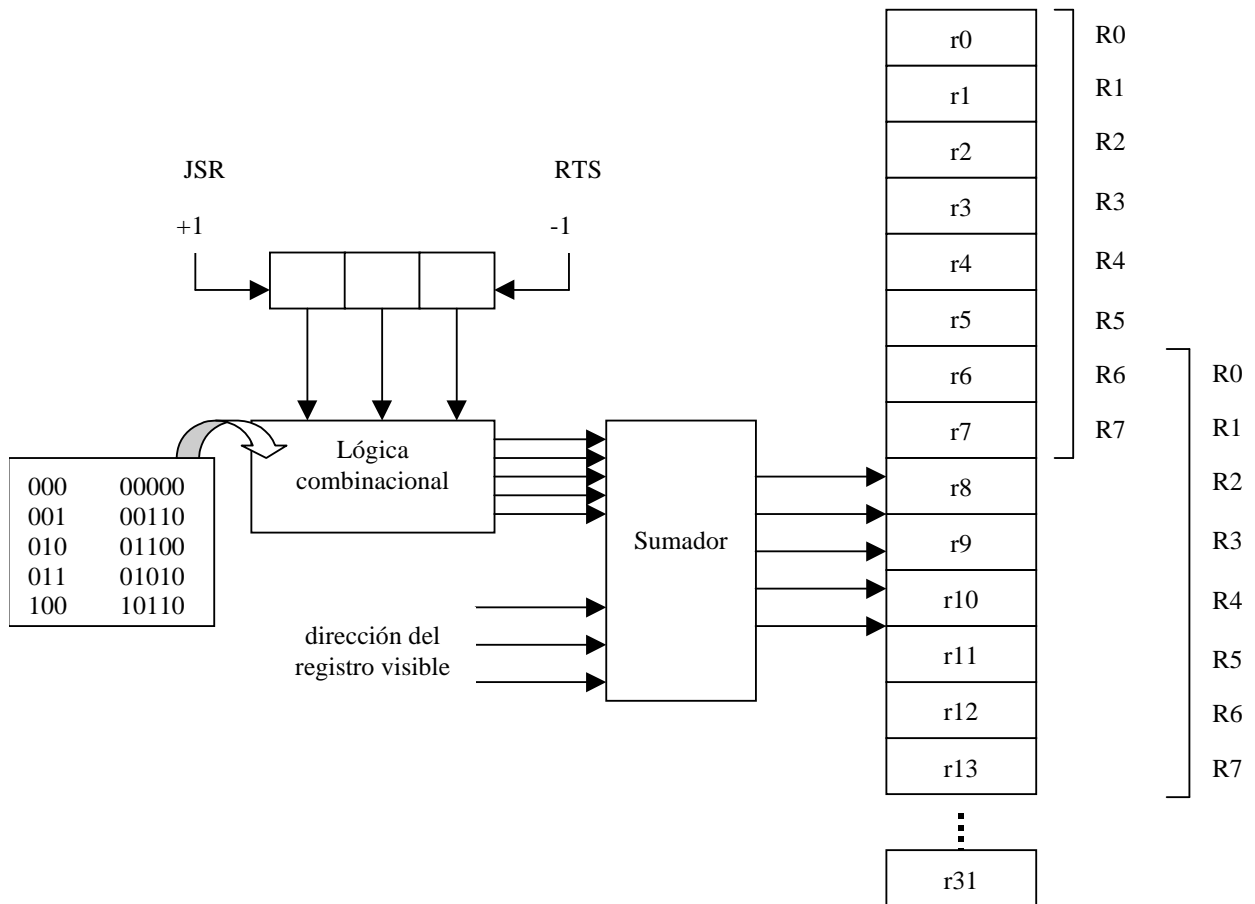 JSR
RTS
+1
-1
Lógica
combinacional
000 00000
001 00110
010 01100
011 01010
100 10110
Sumador
dirección del
registro visible
r0
r1
r2
r3
r4
r5
r6
r7
r8
r9
r10
r11
r12
r13
r31
R0
R1
R2
R3
R4
R5
R6
R7
R0
R1
R2
R3
R4
R5
R6
R7